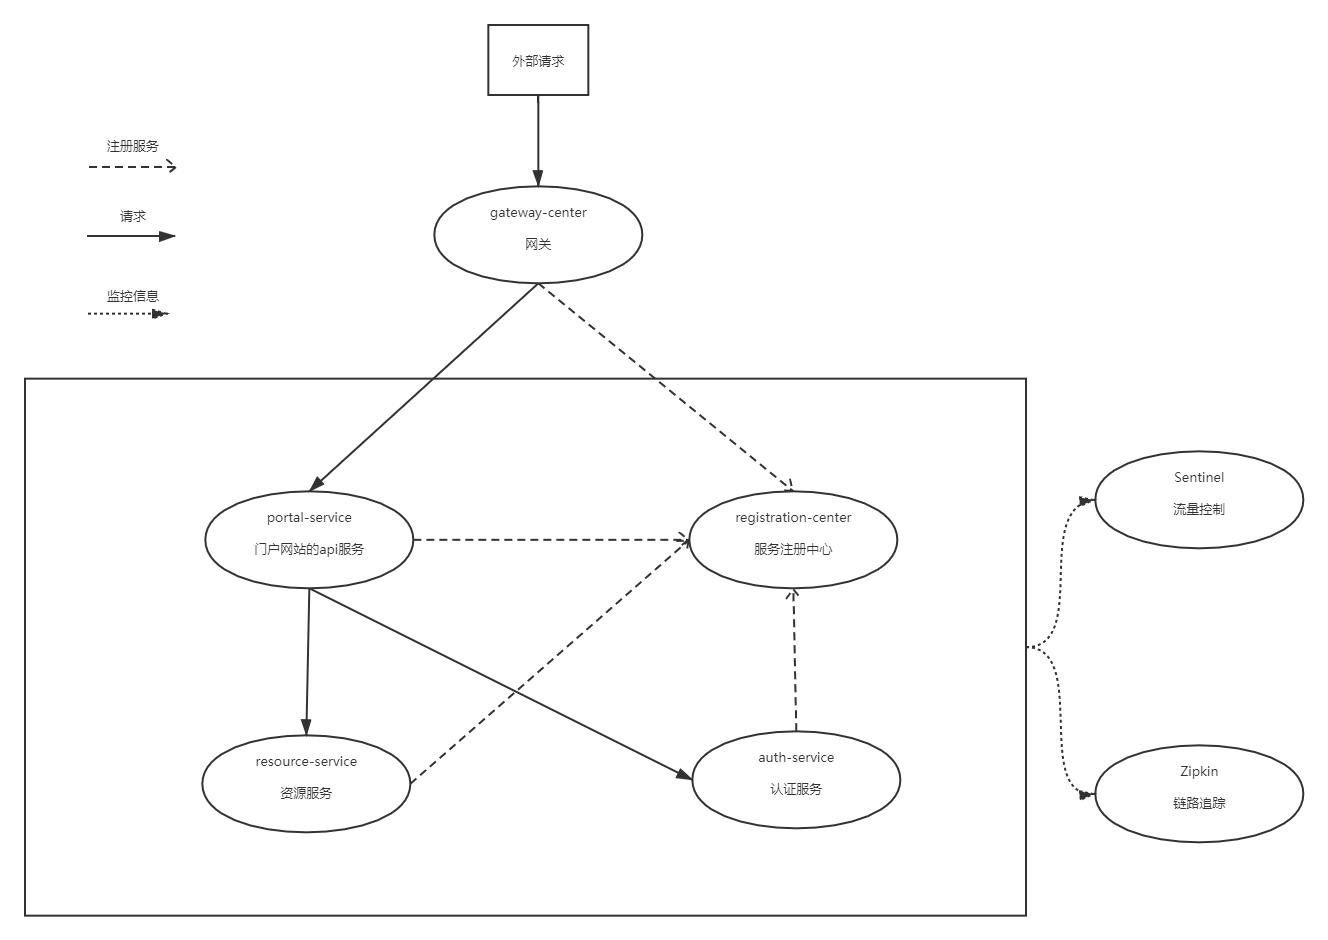 外部请求
注册服务
请求
监控信息
gateway-center
网关
portal-service
门户网站的api服务
registration-center
服务注册中心
resource-service
资源服务
auth-service
认证服务
Sentinel
流量控制
Zipkin
链路追踪